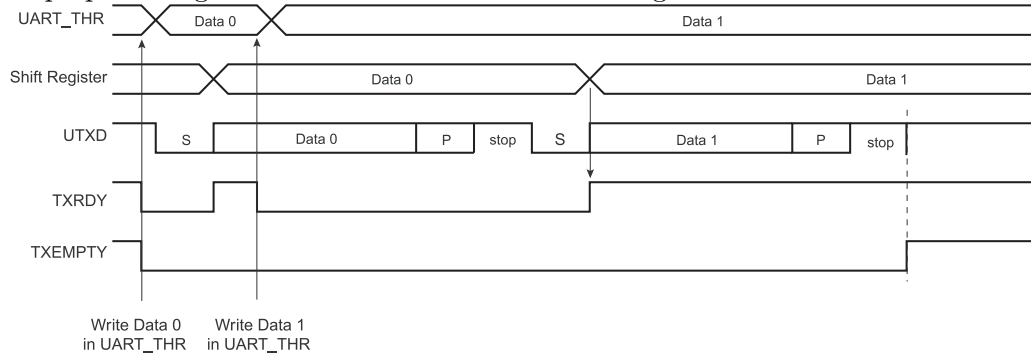 UART_THR Data 0 Data 1
Shift Register Data 0 Data 1
UTXD S Data 0 P stop S Data 1 P stop
TXRDY
TXEMPTY
Write Data 0 Write Data 1
in UART_THR in UART_THR